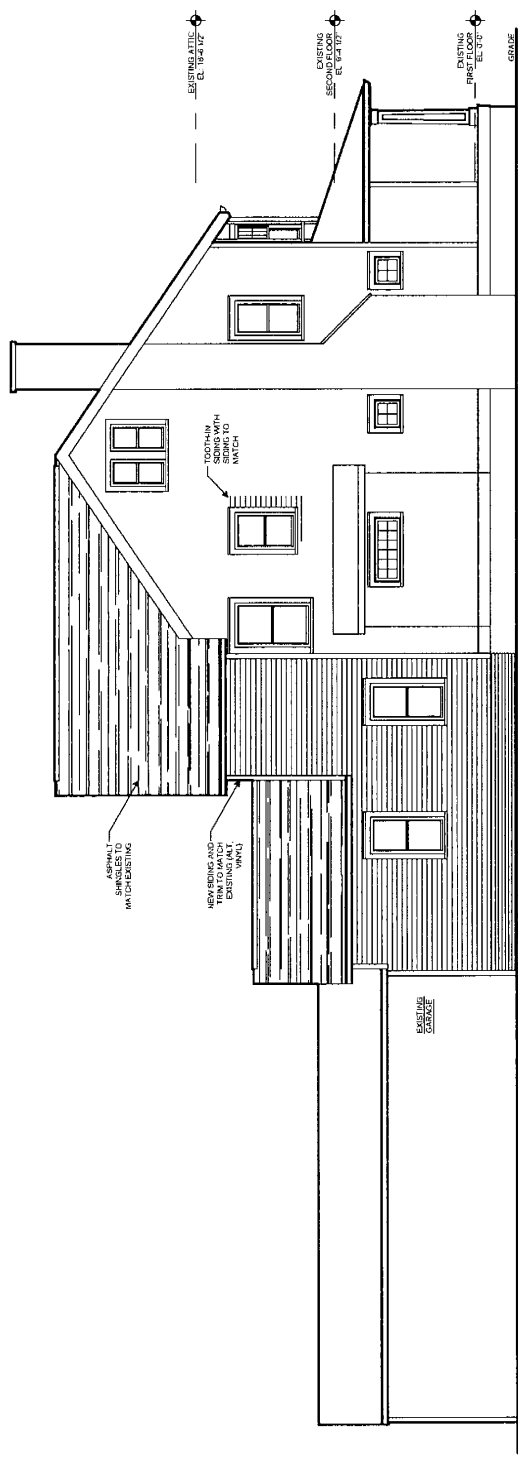 EXISTING ATTIC
EL. 18'-6 1/2"
EXISTING
SECOND FLOOR
EL. 9'-4 1/2"
EXISTING
FIRST FLOOR
EL. 0'-0"
GRADE
TOOTH-IN
SIDING WITH
SIDING TO
MATCH
ASPHALT
SHINGLES TO
MATCH EXISTING
NEW SIDING AND
TRIM TO MATCH
EXISTING (ALT.
VINYL)
EXISTING
GARAGE